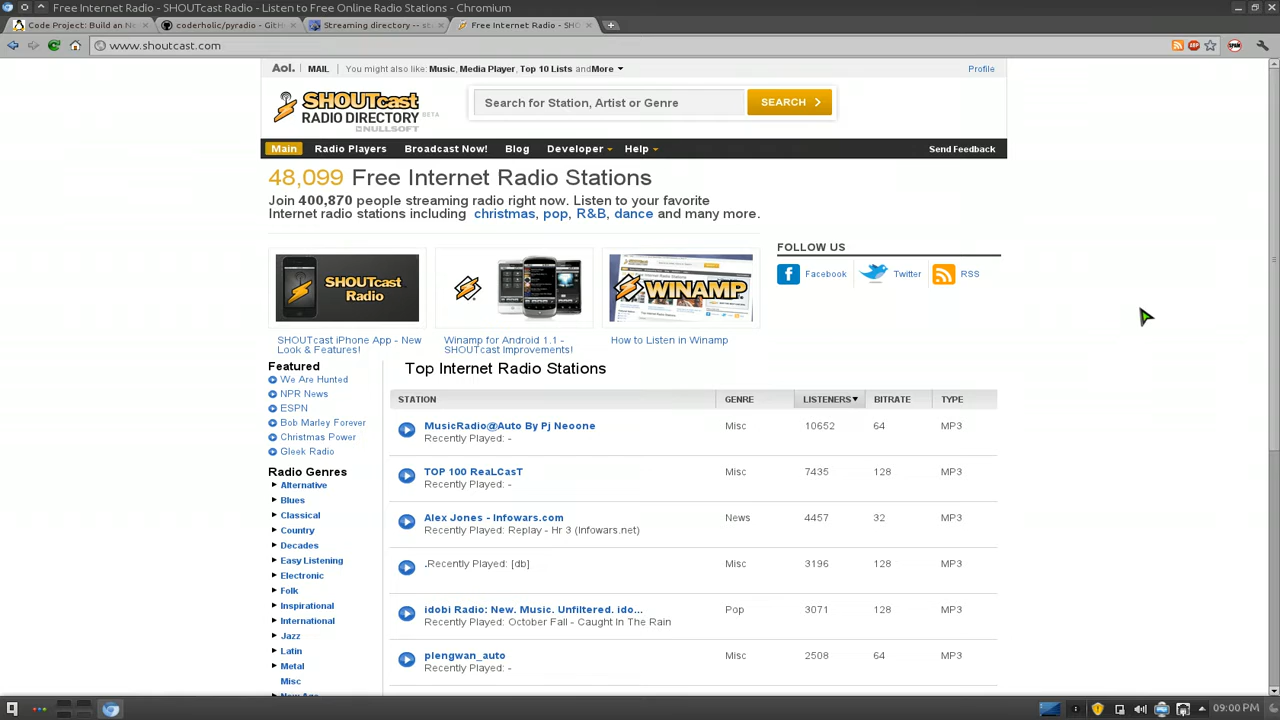 Free Internet Radio - SHOUTcast Radio - Listen to Free Online Radio Stations - Chromium
Code Project: Build an Ne
coderholic/pyradio - GitH
Streaming directory -- st
Free Internet Radio - SHO
www.shoutcast.com
Aol. | MAIL | You might also like: Music, Media Player, Top 10 Lists andMore
Profile
SHOUTcast
RADIO DIRECTORY BETA
NULLSOFT
Search for Station, Artist or Genre
SEARCH
Main Radio Players Broadcast Now! Blog Developer Help Send Feedback
48,099 Free Internet Radio Stations
Join 400,870 people streaming radio right now. Listen to your favorite
Internet radio stations including christmas, pop, R&B, dance and many more.
SHOUTcast
Radio
WINAMP
SHOUTcast iPhone App - New
Look & Features!
Winamp for Android 1.1 -
SHOUTcast Improvements!
How to Listen in Winamp
FOLLOW US
Facebook Twitter RSS
Featured
We Are Hunted
NPR News
ESPN
Bob Marley Forever
Christmas Power
Gleek Radio
Radio Genres
Alternative
Blues
Classical
Country
Decades
Easy Listening
Electronic
Folk
Inspirational
International
Jazz
Latin
Metal
Misc
New Age
Top Internet Radio Stations
STATION GENRE LISTENERS BITRATE TYPE
MusicRadio@Auto By Pj Neoone Misc 10652 64 MP3
Recently Played: -
TOP 100 ReaLCasT Misc 7435 128 MP3
Recently Played: -
Alex Jones - Infowars.com News 4457 32 MP3
Recently Played: Replay - Hr 3 (Infowars.net)
.Recently Played: [db] Misc 3196 128 MP3
idobi Radio: New. Music. Unfiltered. ido... Pop 3071 128 MP3
Recently Played: October Fall - Caught In The Rain
plengwan_auto Misc 2508 64 MP3
Recently Played: -
09:00 PM